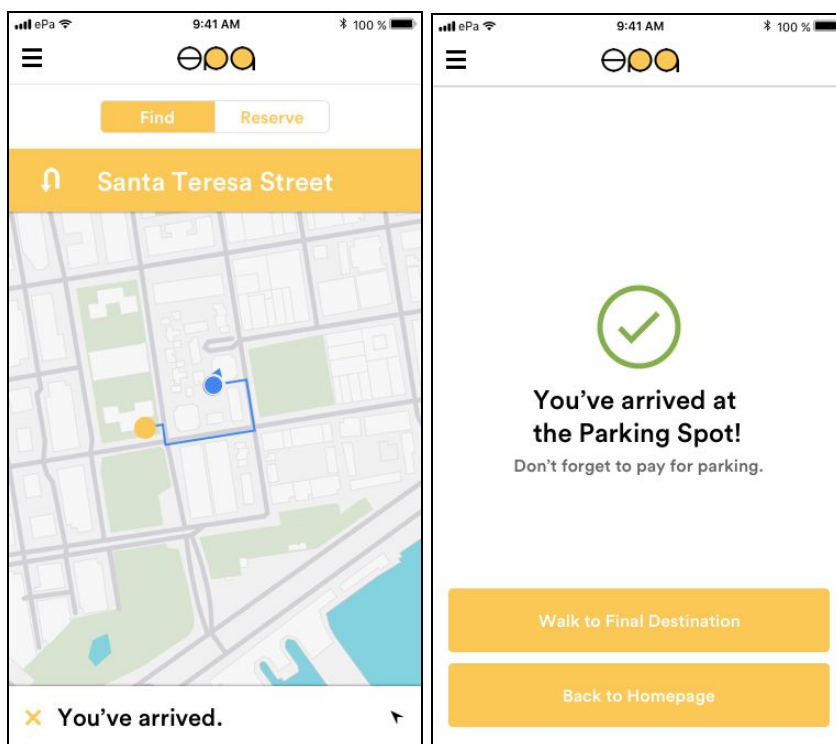 ePa
9:41 AM
100 %
epa
Find
Reserve
Santa Teresa Street
You've arrived.
ePa
9:41 AM
100 %
epa
You've arrived at
the Parking Spot!
Don't forget to pay for parking.
Walk to Final Destination
Back to Homepage